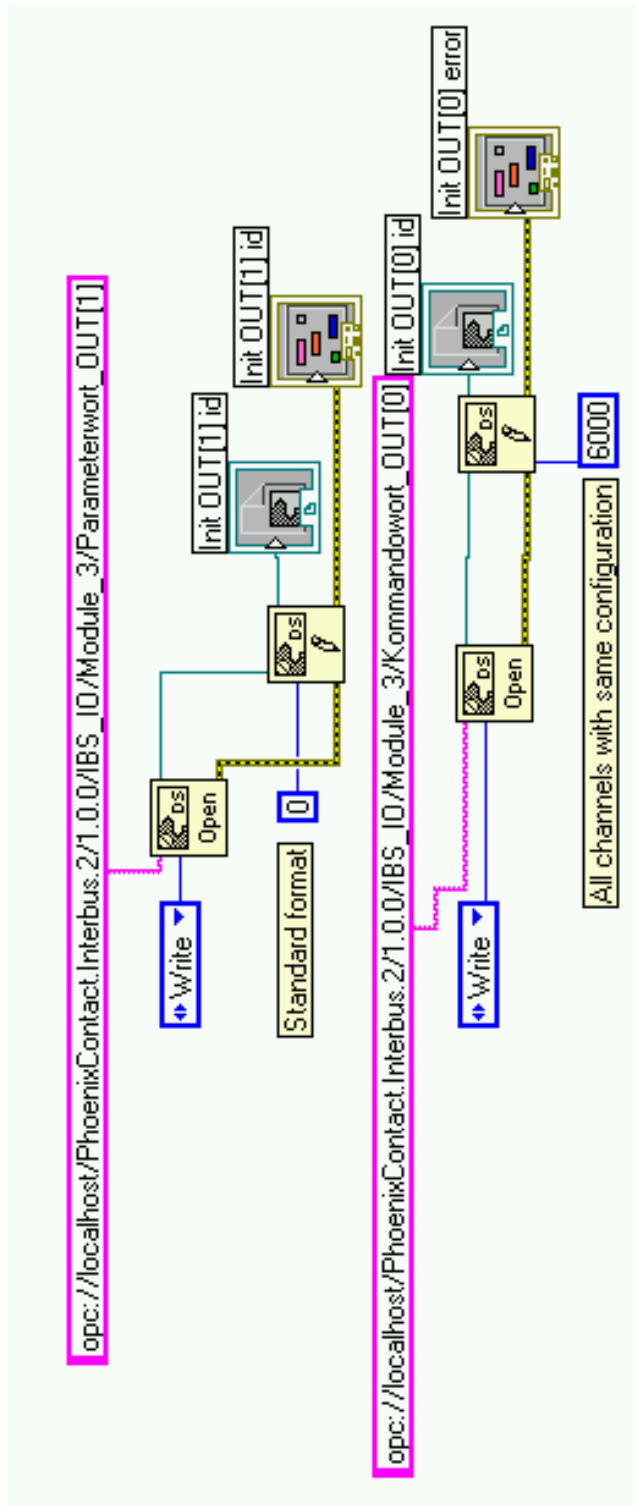 opc://localhost/PhoenixContact.Interbus.2/1.0.0/IBS_IO/Module_3/Parameterwort_OUT[1]
Write
DS
Open
Standard format
0
DS
Init OUT[1] id
Init OUT[1] id
opc://localhost/PhoenixContact.Interbus.2/1.0.0/IBS_IO/Module_3/Kommandowort_OUT[0]
Write
DS
Open
DS
Init OUT[0] id
Init OUT[0] error
6000
All channels with same configuration